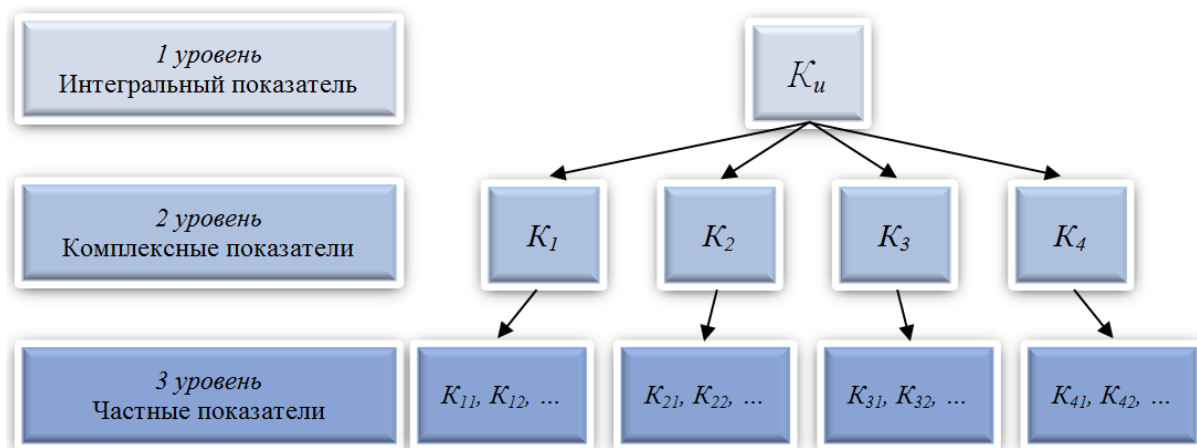 1 уровень
Интегральный показатель
Kи
2 уровень
Комплексные показатели
K1
K2
K3
K4
3 уровень
Частные показатели
K11, K12, ...
K21, K22, ...
K31, K32, ...
K41, K42, ...